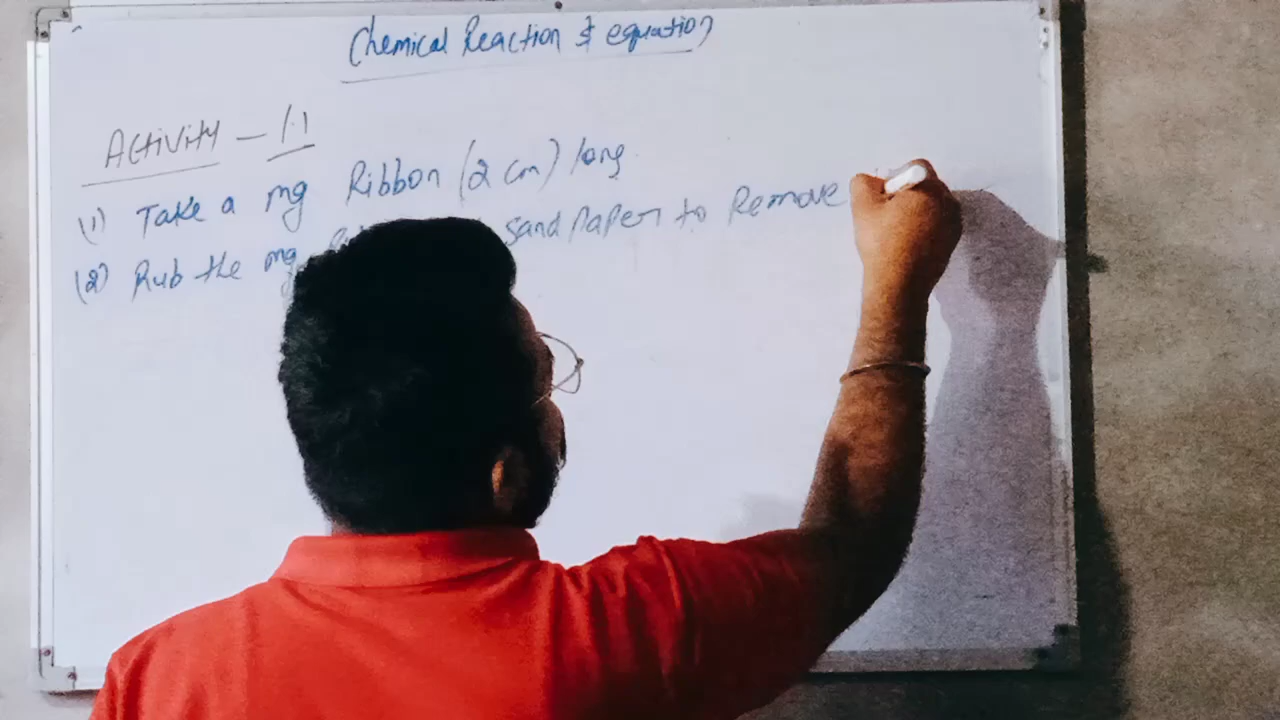 Chemical Reaction & equation
Activity - 1.1
(1) Take a mg Ribbon (2 cm) long
(2) Rub the mg sand paper to Remove